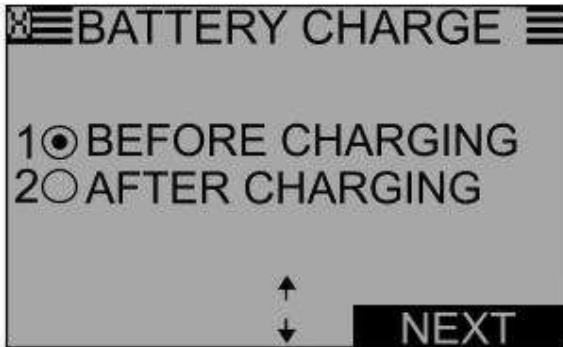 BATTERY CHARGE
1 BEFORE CHARGING
2 AFTER CHARGING
NEXT